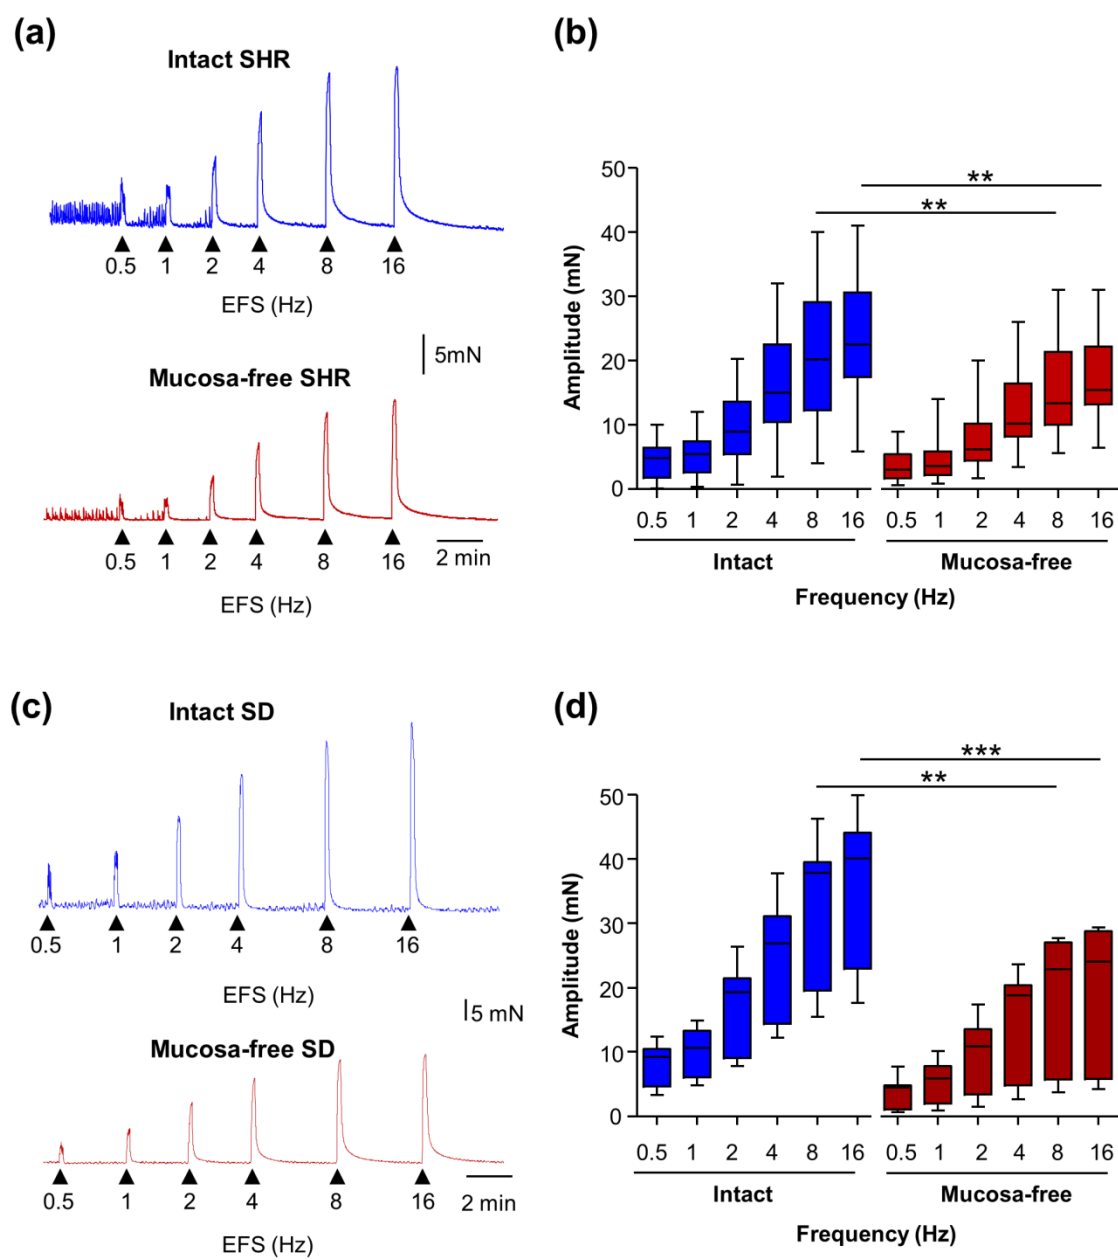 (a)
Intact SHR
0.5 1 2 4 8 16
EFS (Hz)
5mN
Mucosa-free SHR
0.5 1 2 4 8 16
2 min
EFS (Hz)
(b)
**
**
50
40
30
20
10
0
Amplitude (mN)
0.5 1 2 4 8 16 0.5 1 2 4 8 16
Intact Mucosa-free
Frequency (Hz)
(c)
Intact SD
0.5 1 2 4 8 16
EFS (Hz)
5 mN
Mucosa-free SD
0.5 1 2 4 8 16
2 min
EFS (Hz)
(d)
***
**
50
40
30
20
10
0
Amplitude (mN)
0.5 1 2 4 8 16 0.5 1 2 4 8 16
Intact Mucosa-free
Frequency (Hz)